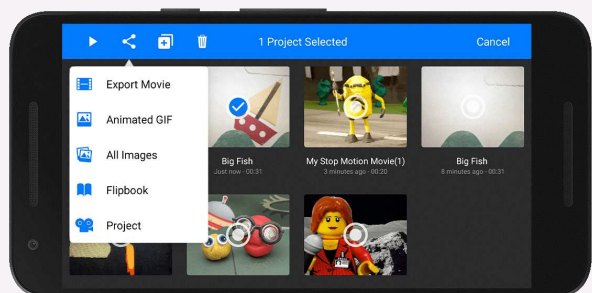 1 Project Selected
Cancel
Export Movie
Animated GIF
All Images
Flipbook
Project
Big Fish
Just now - 00:31
My Stop Motion Movie(1)
3 minutes ago - 00:20
Big Fish
8 minutes ago - 00:31